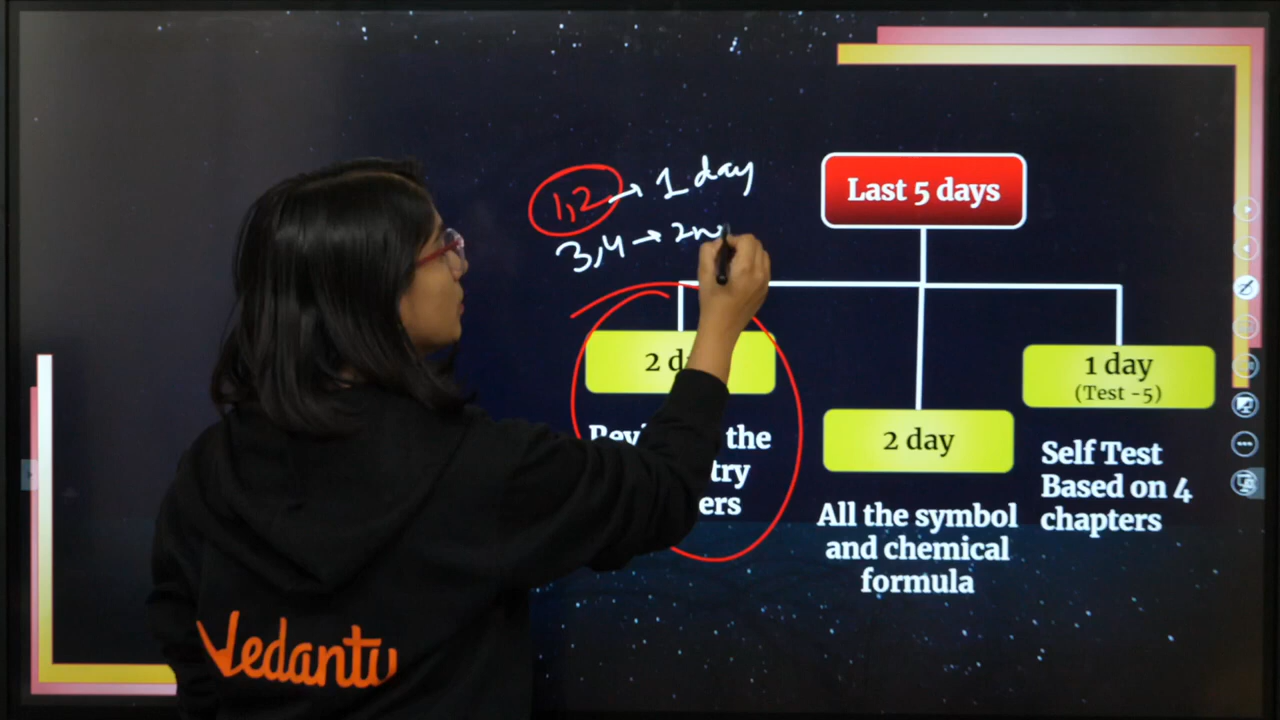 1,2 → 1 day
3,4 → 2n
Last 5 days
2 d
the
try
ers
2 day
All the symbol
and chemical
formula
1 day
(Test -5)
Self Test
Based on 4
chapters
Vedantu